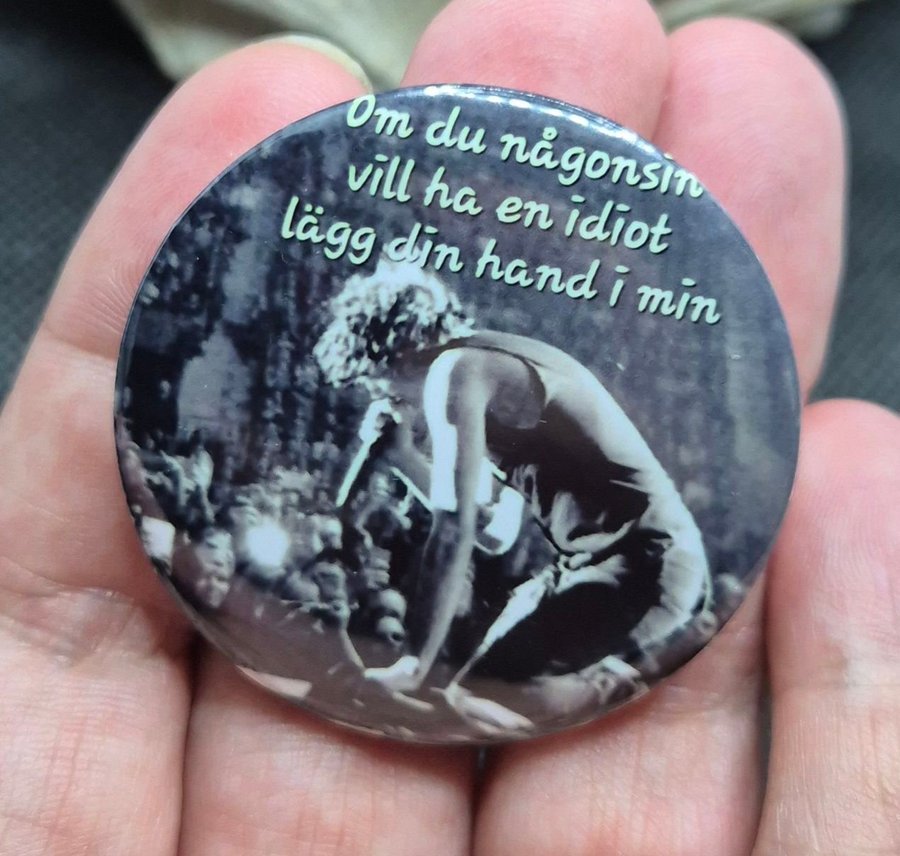 Om du någonsin
vill ha en idiot
lägg din hand i min